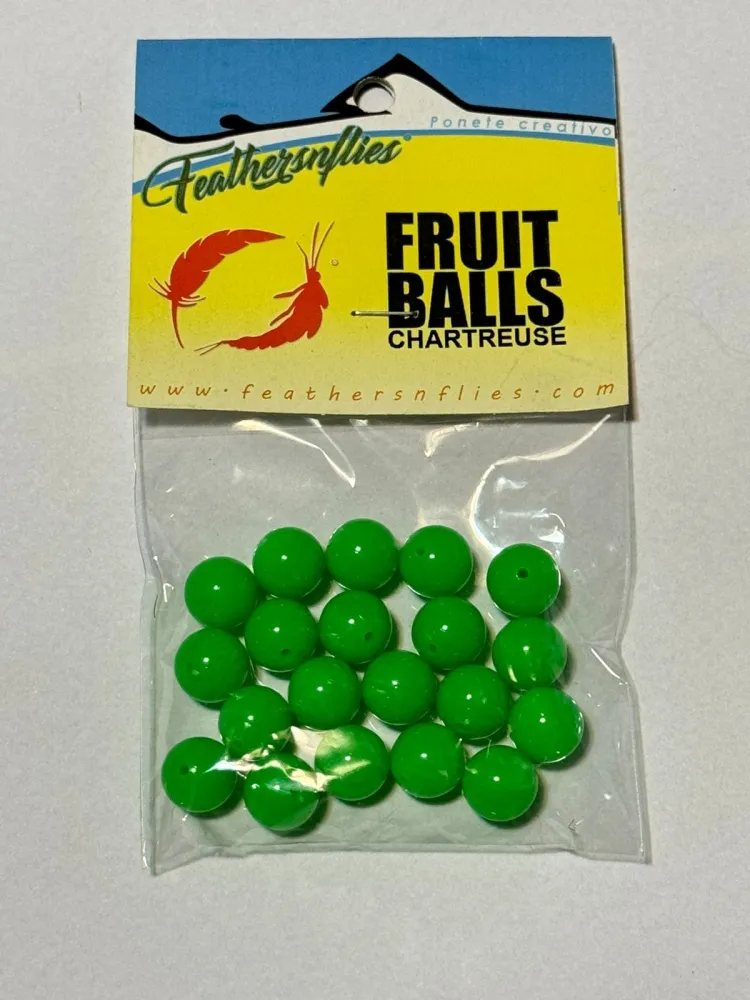 Ponete creativo
Feathersnflies®
FRUIT
BALLS
CHARTREUSE
www.feathersnflies.com